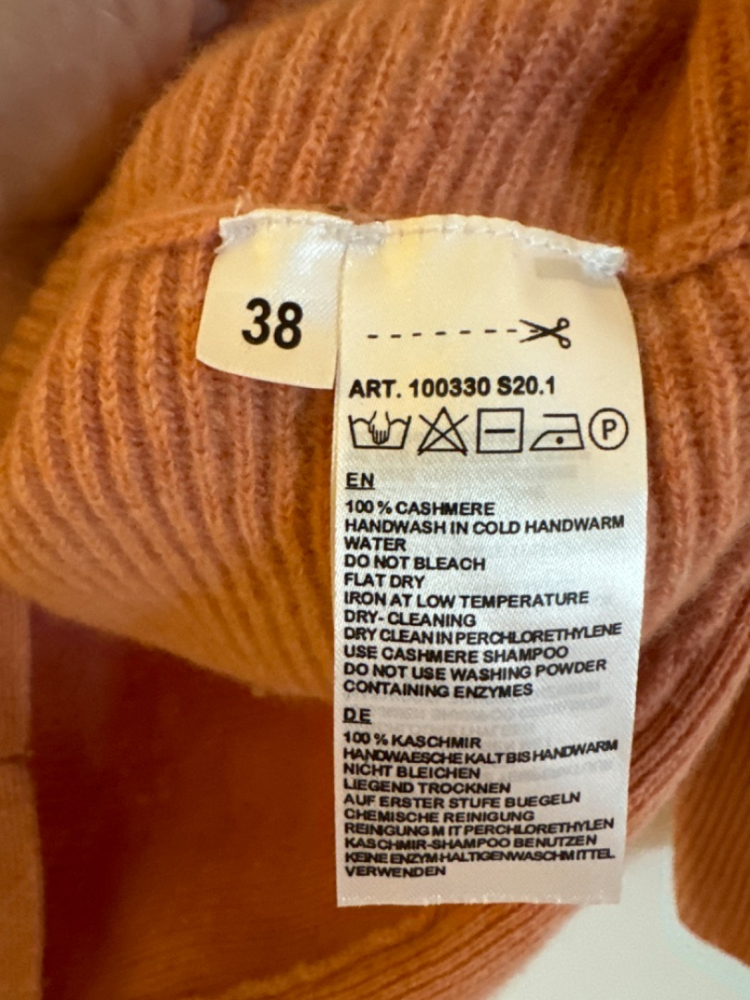 38
ART. 100330 S20.1
P
EN
100 % CASHMERE
HANDWASH IN COLD HANDWARM
WATER
DO NOT BLEACH
FLAT DRY
IRON AT LOW TEMPERATURE
DRY- CLEANING
DRY CLEAN IN PERCHLORETHYLENE
USE CASHMERE SHAMPOO
DO NOT USE WASHING POWDER
CONTAINING ENZYMES
DE
100 % KASCHMIR
HANDWAESCHE KALT BIS HANDWARM
NICHT BLEICHEN
LIEGEND TROCKNEN
AUF ERSTER STUFE BUEGELN
CHEMISCHE REINIGUNG
REINIGUNG MIT PERCHLORETHYLEN
KASCHMIR-SHAMPOO BENUTZEN
KEINE ENZYM-HALTIGEN WASCHMITTEL
VERWENDEN